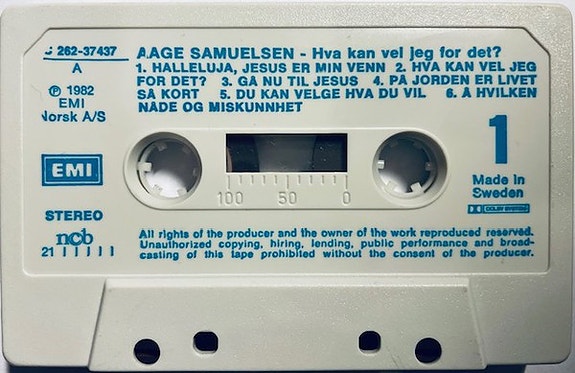 262-37437
A
℗ 1982
EMI
Norsk A/S
EMI
STEREO
ncb
21
AAGE SAMUELSEN - Hva kan vel jeg for det?
1. HALLELUJA, JESUS ER MIN VENN 2. HVA KAN VEL JEG
FOR DET? 3. GÅ NU TIL JESUS 4. PÅ JORDEN ER LIVET
SÅ KORT 5. DU KAN VELGE HVA DU VIL 6. Å HVILKEN
NÅDE OG MISKUNNHET
1
Made in
Sweden
DOLBY SYSTEM
100 50 0
All rights of the producer and the owner of the work reproduced reserved.
Unauthorized copying, hiring, lending, public performance and broad-
casting of this tape prohibited without the consent of the producer.